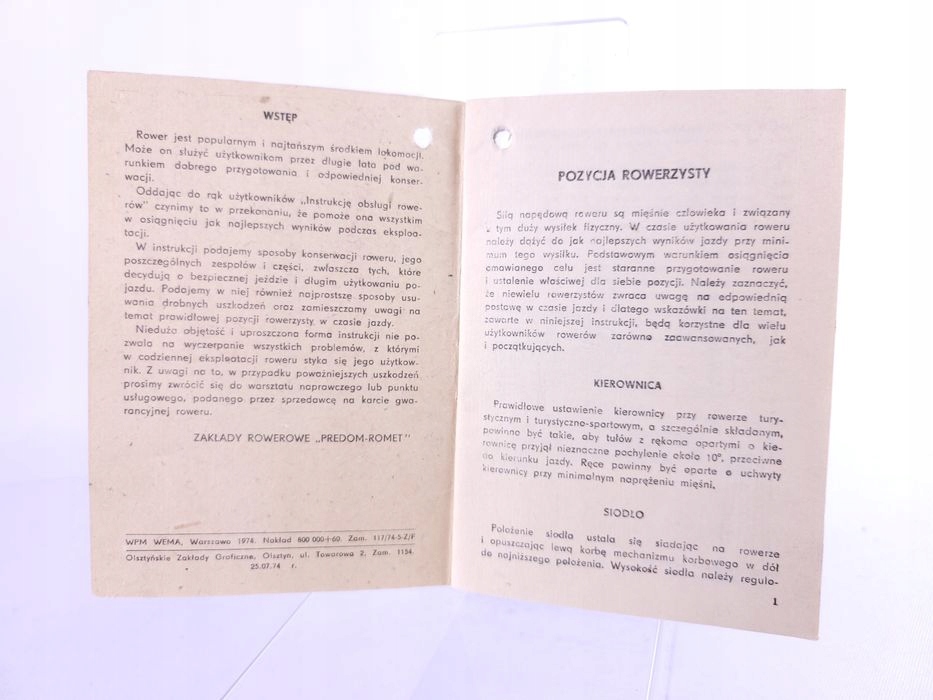 WSTĘP
Rower jest popularnym i najtańszym środkiem lokomocji.
Może on służyć użytkownikom przez długie lata pod wa-
runkiem dobrego przygotowania i odpowiedniej konser-
wacji.
Oddając do rąk użytkowników „Instrukcję obsługi rowe-
rów" czynimy to w przekonaniu, że pomoże ona wszystkim
w osiągnięciu jak najlepszych wyników podczas eksploa-
tacji.
W instrukcji podajemy sposoby konserwacji roweru, jego
poszczególnych zespołów i części, zwłaszcza tych, które
decydują o bezpiecznej jeździe i długim użytkowaniu po-
jazdu. Podajemy w niej również najprostsze sposoby usu-
wania drobnych uszkodzeń oraz zamieszczamy uwagi na
temat prawidłowej pozycji rowerzysty w czasie jazdy.
Nieduża objętość i uproszczona forma instrukcji nie po-
zwala na wyczerpanie wszystkich problemów, z którymi
w codziennej eksploatacji roweru styka się jego użytkow-
nik. Z uwagi na to, w przypadku poważniejszych uszkodzeń
prosimy zwrócić się do warsztatu naprawczego lub punktu
usługowego, podanego przez sprzedawcę na karcie gwa-
rancyjnej roweru.
ZAKŁADY ROWEROWE „PREDOM-ROMET"
WPM WEMA, Warszawa 1974. Nakład 800 000+60. Zam. 117/74-5-Z/F
Olsztyńskie Zakłady Graficzne, Olsztyn, ul. Towarowa 2, Zam. 1154.
25.07.74 r.
POZYCJA ROWERZYSTY
Siłą napędową roweru są mięśnie człowieka i związany
z tym duży wysiłek fizyczny. W czasie użytkowania roweru
należy dążyć do jak najlepszych wyników jazdy przy mini-
mum tego wysiłku. Podstawowym warunkiem osiągnięcia
omawianego celu jest staranne przygotowanie roweru
i ustalenie właściwej dla siebie pozycji. Należy zaznaczyć,
że niewielu rowerzystów zwraca uwagę na odpowiednią
postawę w czasie jazdy i dlatego wskazówki na ten temat,
zawarte w niniejszej instrukcji, będą korzystne dla wielu
użytkowników rowerów zarówno zaawansowanych, jak
i początkujących.
KIEROWNICA
Prawidłowe ustawienie kierownicy przy rowerze tury-
stycznym i turystyczno-sportowym, a szczególnie składanym,
powinno być takie, aby tułów z rękoma opartymi o kie-
rownicę przyjął nieznaczne pochylenie około 10°, przeciwne
do kierunku jazdy. Ręce powinny być oparte o uchwyty
kierownicy przy minimalnym naprężeniu mięśni.
SIODŁO
Położenie siodła ustala się siadając na rowerze
i opuszczając lewą korbę mechanizmu korbowego w dół
do najniższego położenia. Wysokość siodła należy regulo-
1